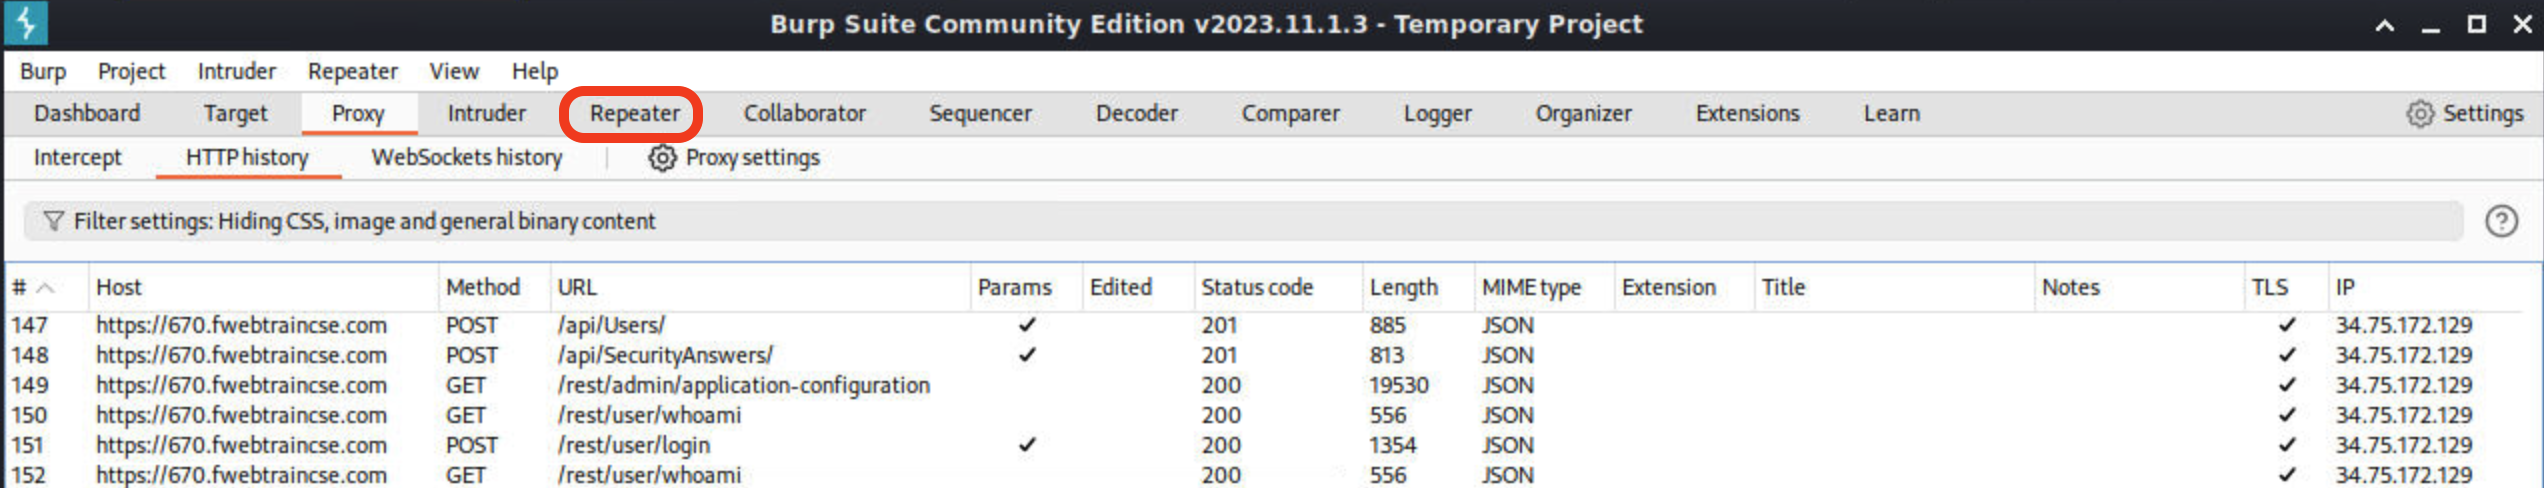 Burp Suite Community Edition v2023.11.1.3 - Temporary Project
Burp Project Intruder Repeater View Help
Dashboard Target Proxy Intruder Repeater Collaborator Sequencer Decoder Comparer Logger Organizer Extensions Learn Settings
Intercept HTTP history WebSockets history Proxy settings
Filter settings: Hiding CSS, image and general binary content
# Host Method URL Params Edited Status code Length MIME type Extension Title Notes TLS IP
147 https://670.fwebtraincse.com POST /api/Users/ ✓ 201 885 JSON ✓ 34.75.172.129
148 https://670.fwebtraincse.com POST /api/SecurityAnswers/ ✓ 201 813 JSON ✓ 34.75.172.129
149 https://670.fwebtraincse.com GET /rest/admin/application-configuration 200 19530 JSON ✓ 34.75.172.129
150 https://670.fwebtraincse.com GET /rest/user/whoami 200 556 JSON ✓ 34.75.172.129
151 https://670.fwebtraincse.com POST /rest/user/login ✓ 200 1354 JSON ✓ 34.75.172.129
152 https://670.fwebtraincse.com GET /rest/user/whoami 200 556 JSON ✓ 34.75.172.129